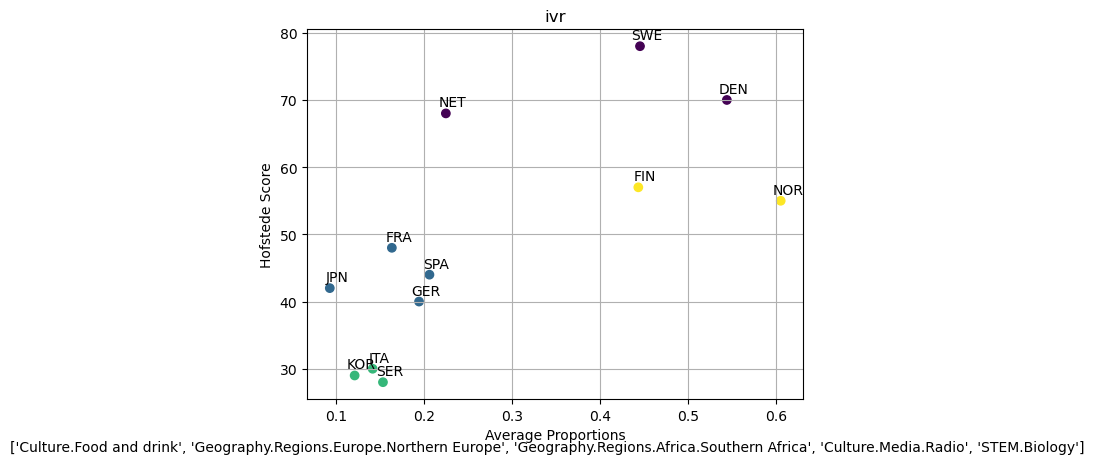 ivr
80
SWE
70
DEN
NET
60
FIN
NOR
50
FRA
SPA
JPN
GER
40
ITA
KOR
SER
30
Hofstede Score
0.1 0.2 0.3 0.4 0.5 0.6
Average Proportions
['Culture.Food and drink', 'Geography.Regions.Europe.Northern Europe', 'Geography.Regions.Africa.Southern Africa', 'Culture.Media.Radio', 'STEM.Biology']